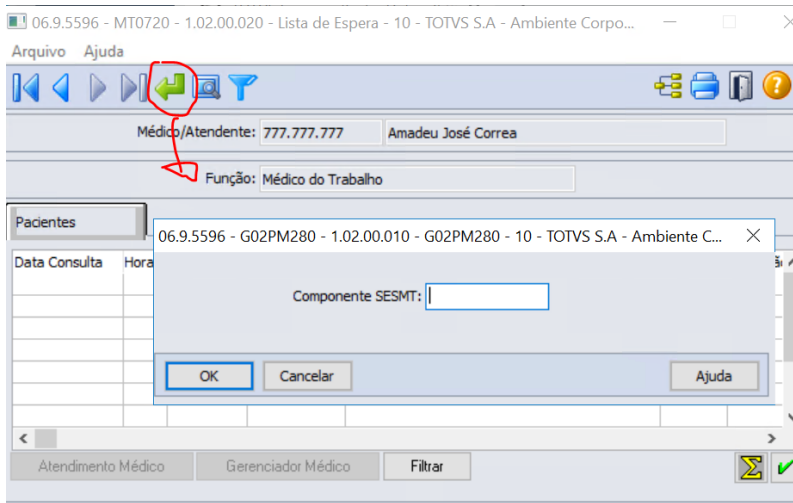 06.9.5596 - MT0720 - 1.02.00.020 - Lista de Espera - 10 - TOTVS S.A - Ambiente Corpo...
Arquivo Ajuda
Médico/Atendente: 777.777.777 Amadeu José Correa
Função: Médico do Trabalho
Pacientes
06.9.5596 - G02PM280 - 1.02.00.010 - G02PM280 - 10 - TOTVS S.A - Ambiente C...
Data Consulta Hora
Componente SESMT:
OK Cancelar Ajuda
Atendimento Médico Gerenciador Médico Filtrar